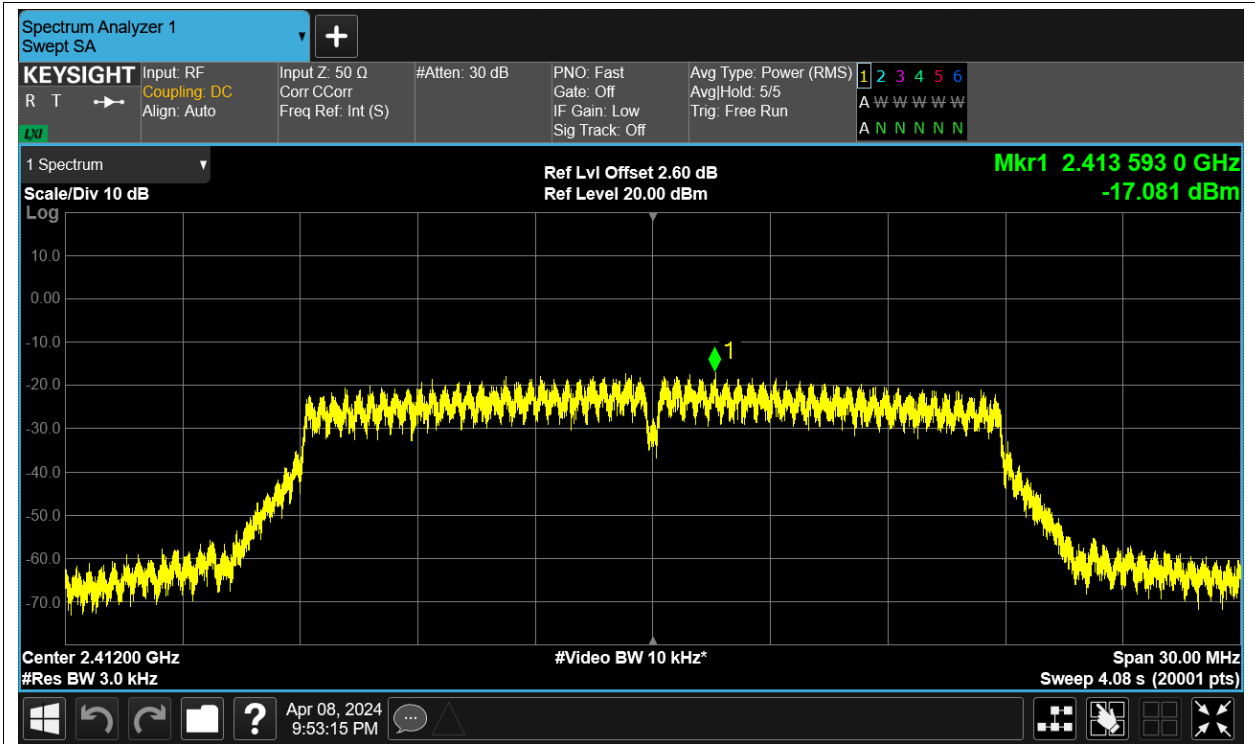 Spectrum Analyzer 1
Swept SA
KEYSIGHT
R T
LXI
Input: RF
Coupling: DC
Align: Auto
Input Z: 50 Ω
Corr CCorr
Freq Ref: Int (S)
#Atten: 30 dB
PNO: Fast
Gate: Off
IF Gain: Low
Sig Track: Off
Avg Type: Power (RMS)
Avg|Hold: 5/5
Trig: Free Run
1 2 3 4 5 6
A W W W W W
A N N N N N
1 Spectrum
Scale/Div 10 dB
Log
Ref Lvl Offset 2.60 dB
Ref Level 20.00 dBm
Mkr1 2.413 593 0 GHz
-17.081 dBm
10.0
0.00
-10.0
-20.0
-30.0
-40.0
-50.0
-60.0
-70.0
1
Center 2.41200 GHz
#Res BW 3.0 kHz
#Video BW 10 kHz*
Span 30.00 MHz
Sweep 4.08 s (20001 pts)
?
Apr 08, 2024
9:53:15 PM